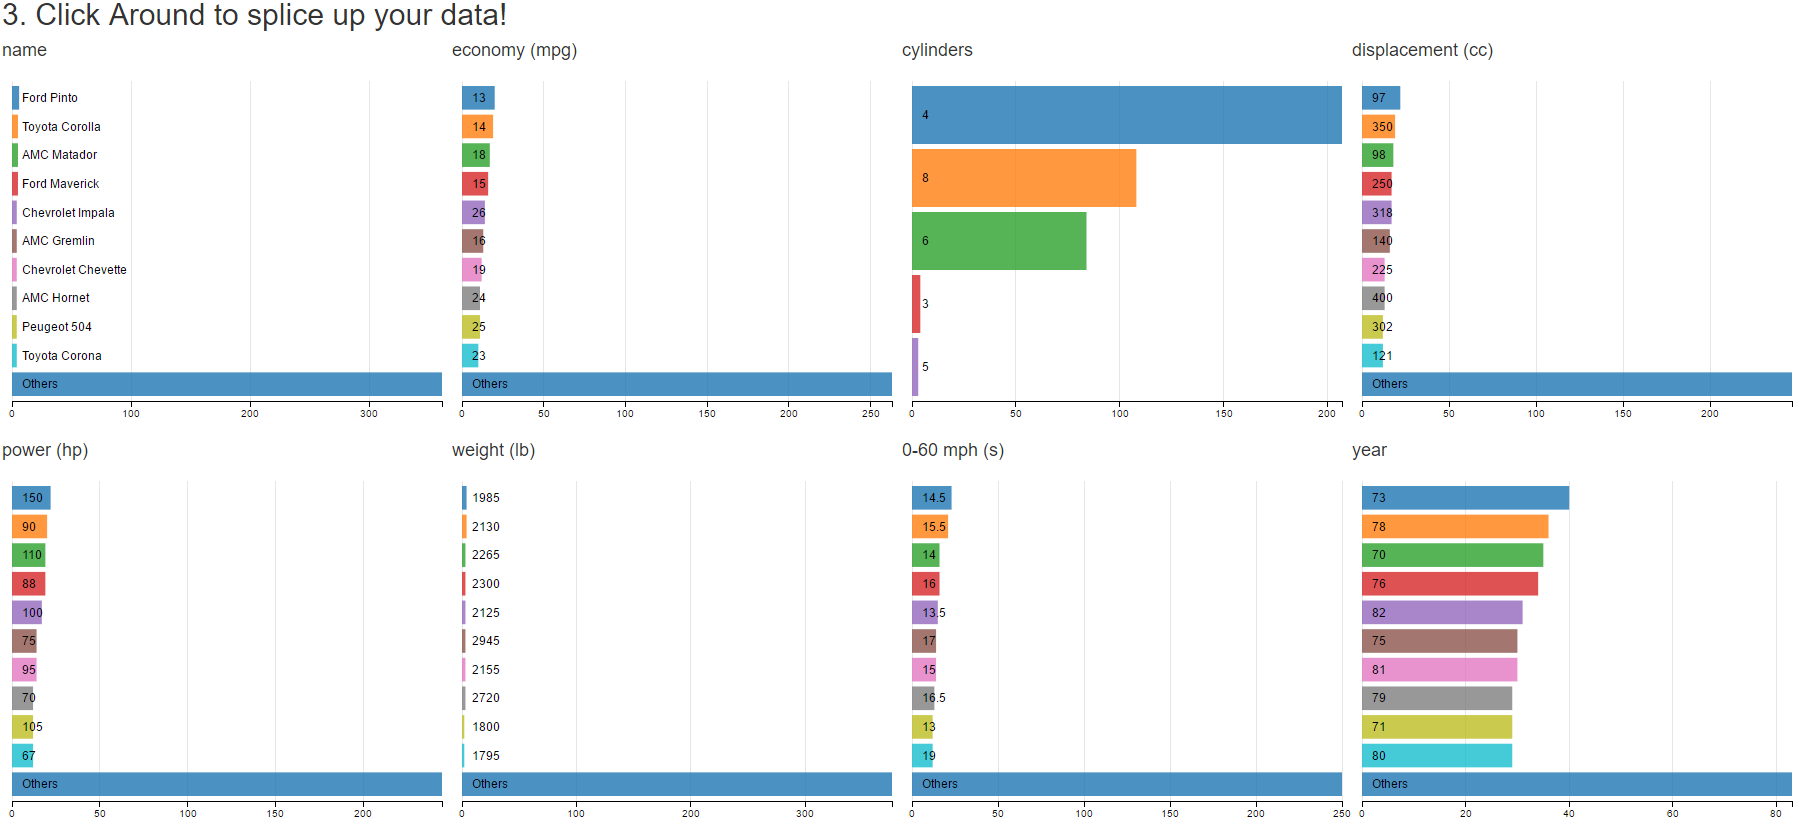 3. Click Around to splice up your data!
name
Ford Pinto
Toyota Corolla
AMC Matador
Ford Maverick
Chevrolet Impala
AMC Gremlin
Chevrolet Chevette
AMC Hornet
Peugeot 504
Toyota Corona
Others
0 100 200 300
economy (mpg)
13
14
18
15
26
16
19
24
25
23
Others
0 50 100 150 200 250
cylinders
4
8
6
3
5
0 50 100 150 200
displacement (cc)
97
350
98
250
318
140
225
400
302
121
Others
0 50 100 150 200
power (hp)
150
90
110
88
100
75
95
70
105
67
Others
0 50 100 150 200
weight (lb)
1985
2130
2265
2300
2125
2945
2155
2720
1800
1795
Others
0 100 200 300
0-60 mph (s)
14.5
15.5
14
16
13.5
17
15
16.5
13
19
Others
0 50 100 150 200 250
year
73
78
70
76
82
75
81
79
71
80
Others
0 20 40 60 80